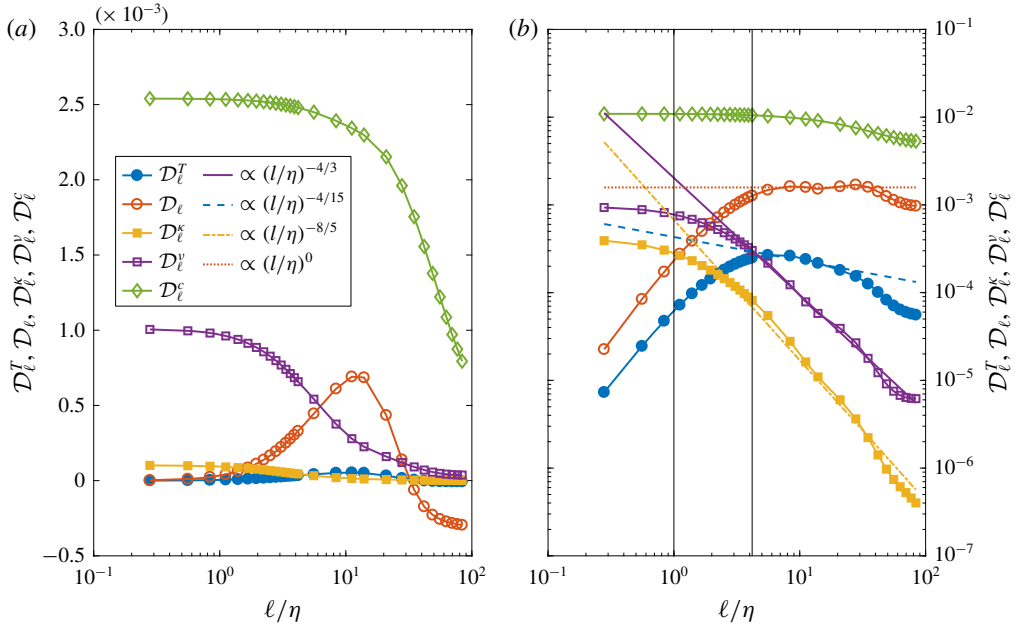 (a)
(× 10⁻³)
3.0
2.5
2.0
1.5
1.0
0.5
0
−0.5
10⁻¹
10⁰
10¹
10²
ℓ/η
𝒟ℓᵀ, 𝒟ℓ, 𝒟ℓᵏ, 𝒟ℓᵛ, 𝒟ℓᶜ
𝒟ℓᵀ ∝ (l/η)⁻⁴ᐟ³
𝒟ℓ ∝ (l/η)⁻⁴ᐟ¹⁵
𝒟ℓᵏ ∝ (l/η)⁻⁸ᐟ⁵
𝒟ℓᵛ ∝ (l/η)⁰
𝒟ℓᶜ
(b)
10⁻¹
10⁻²
10⁻³
10⁻⁴
10⁻⁵
10⁻⁶
10⁻⁷
10⁻¹
10⁰
10¹
10²
ℓ/η
𝒟ℓᵀ, 𝒟ℓ, 𝒟ℓᵏ, 𝒟ℓᵛ, 𝒟ℓᶜ